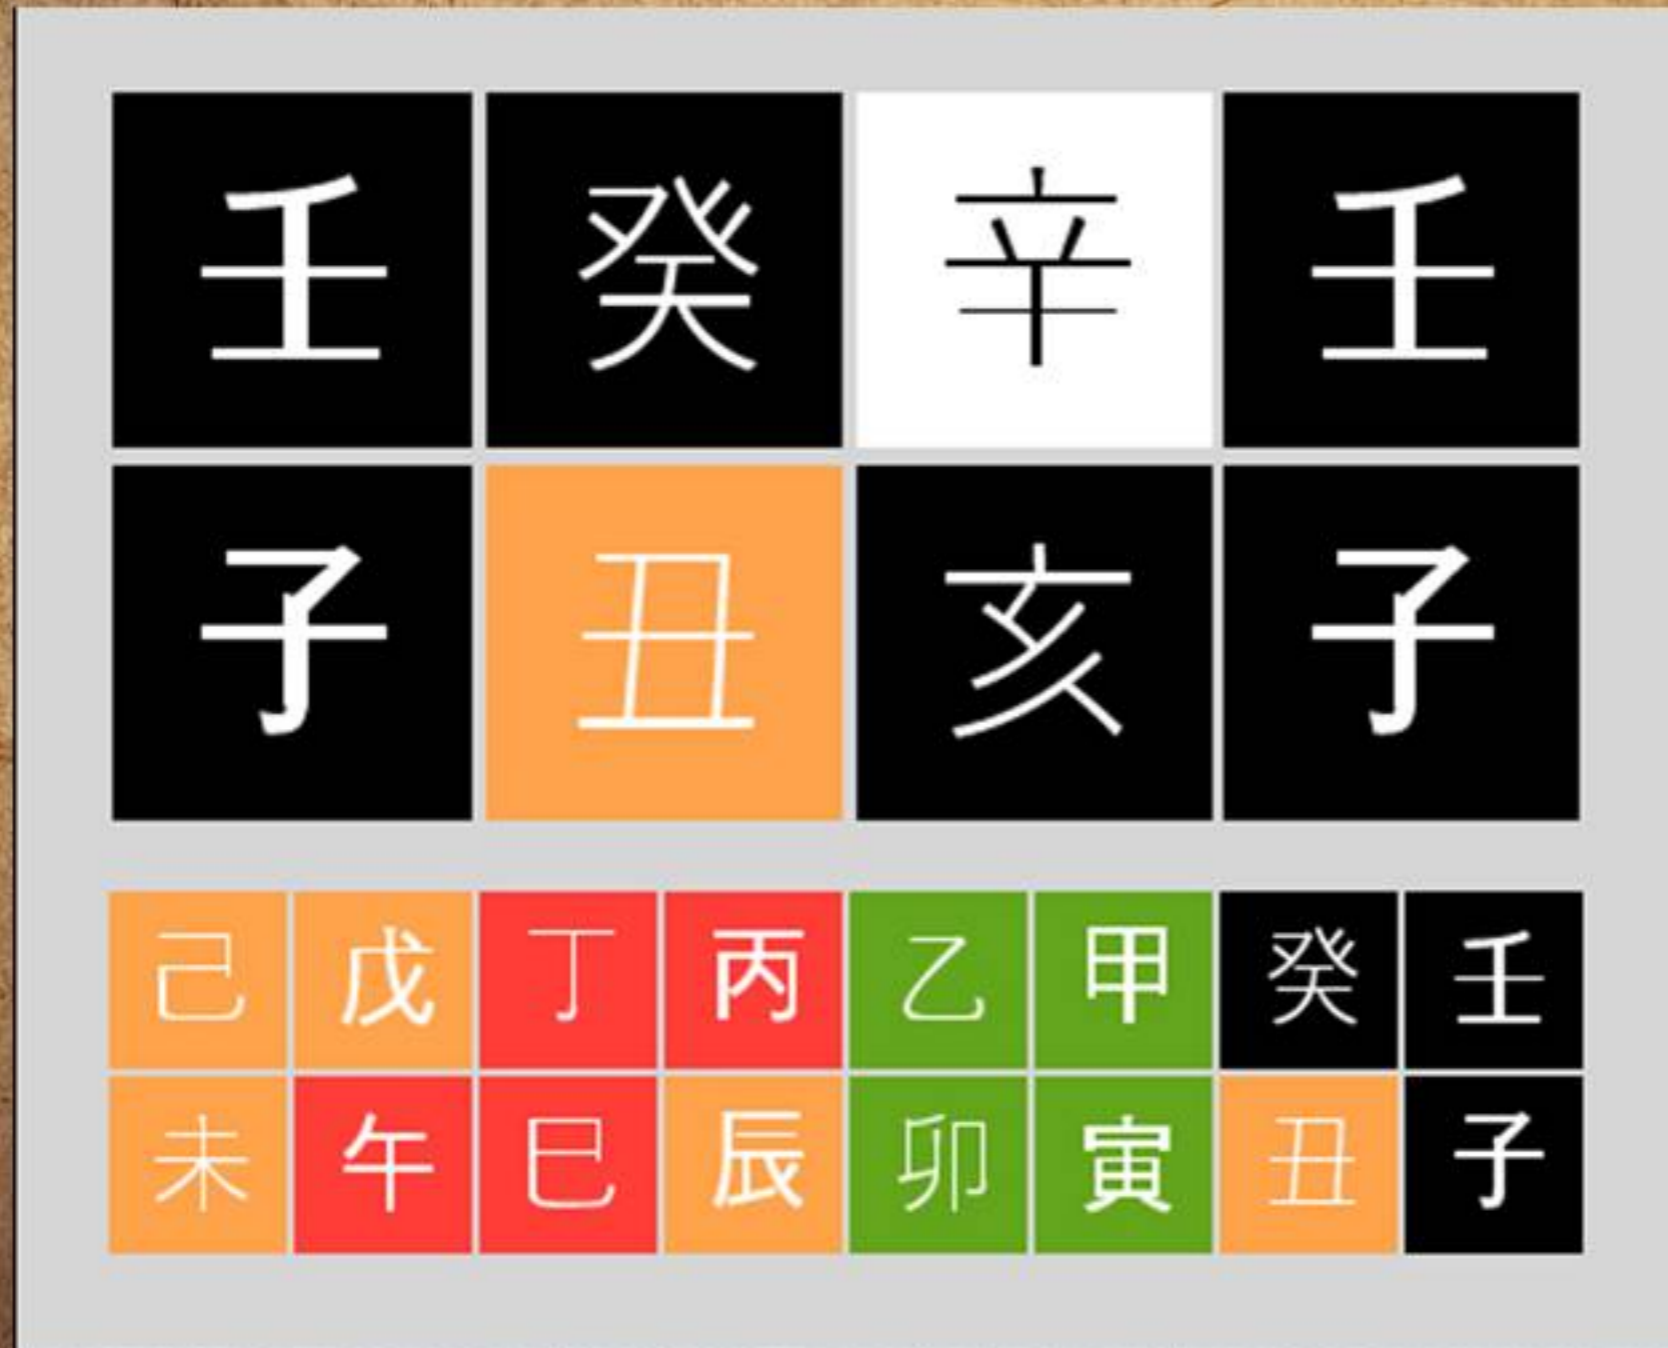 壬 癸 辛 壬
子 丑 亥 子
己 戊 丁 丙 乙 甲 癸 壬
未 午 巳 辰 卯 寅 丑 子